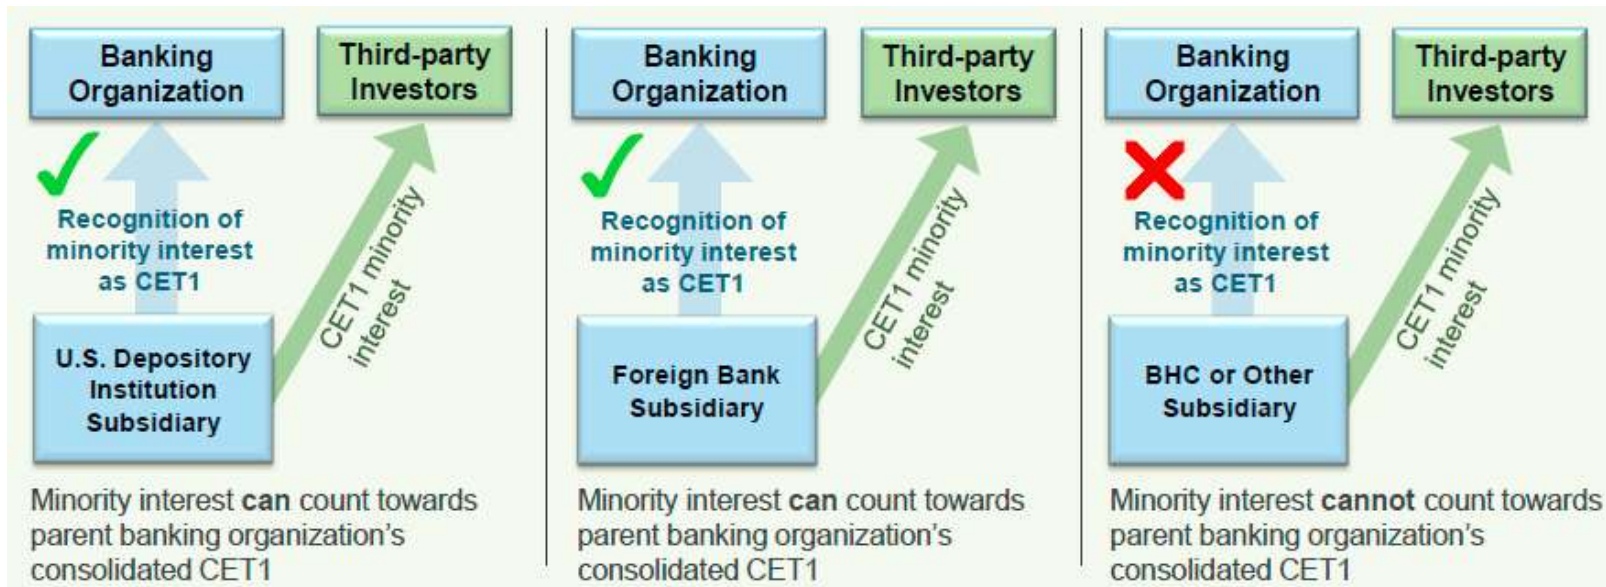 Banking
Organization
Third-party
Investors
Recognition of
minority interest
as CET1
CET1 minority
interest
U.S. Depository
Institution
Subsidiary
Minority interest can count towards
parent banking organization's
consolidated CET1
Banking
Organization
Third-party
Investors
Recognition of
minority interest
as CET1
CET1 minority
interest
Foreign Bank
Subsidiary
Minority interest can count towards
parent banking organization's
consolidated CET1
Banking
Organization
Third-party
Investors
Recognition of
minority interest
as CET1
CET1 minority
interest
BHC or Other
Subsidiary
Minority interest cannot count towards
parent banking organization's
consolidated CET1